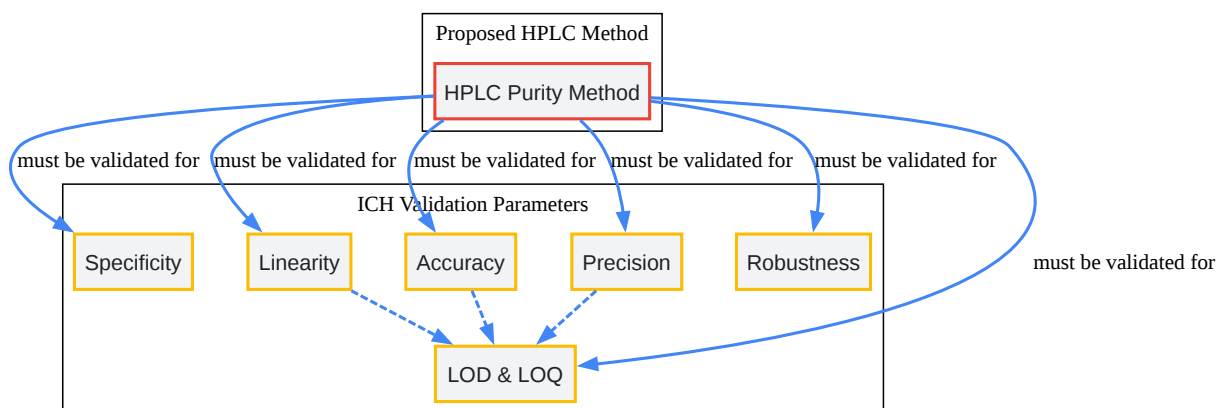 Proposed HPLC Method
HPLC Purity Method
must be validated for
must be validated for
must be validated for
must be validated for
must be validated for
ICH Validation Parameters
Specificity
Linearity
Accuracy
Precision
Robustness
must be validated for
LOD & LOQ